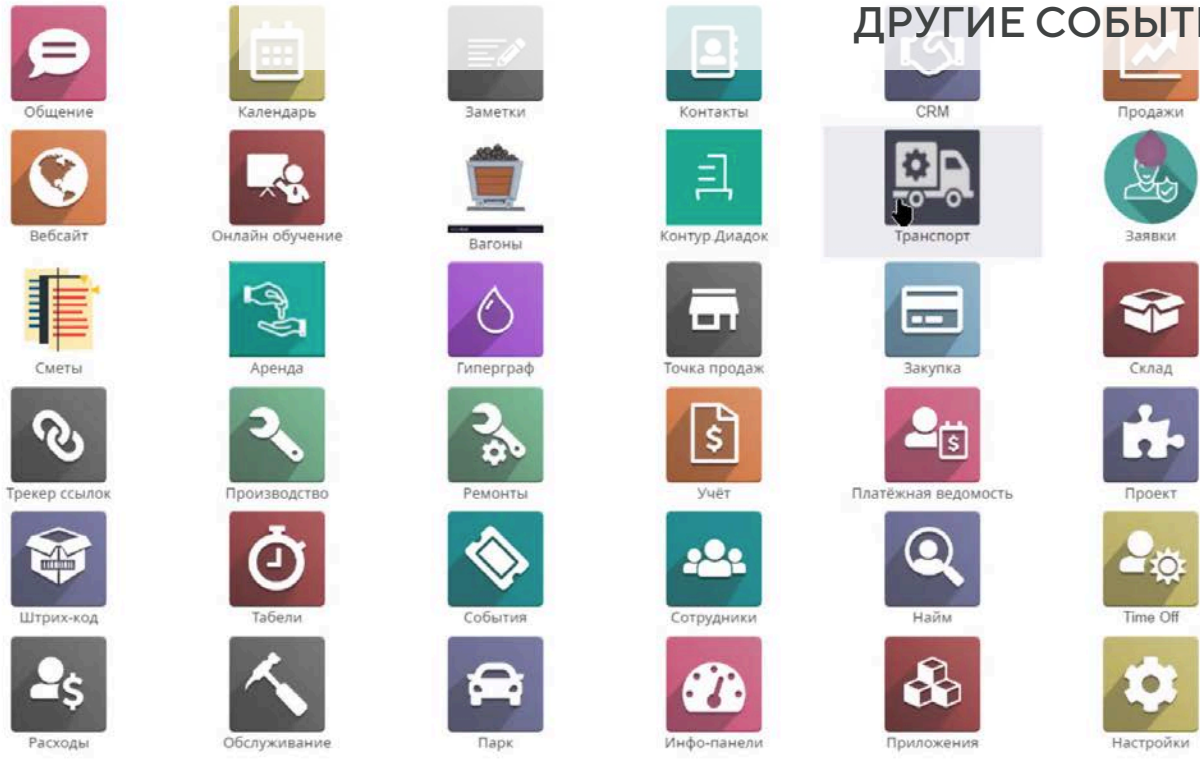 ДРУГИЕ СОБЫТ
Общение
Календарь
Заметки
Контакты
CRM
Продажи
Вебсайт
Онлайн обучение
Вагоны
Контур.Диадок
Транспорт
Заявки
Сметы
Аренда
Гиперграф
Точка продаж
Закупка
Склад
Трекер ссылок
Производство
Ремонты
Учёт
Платёжная ведомость
Проект
Штрих-код
Табели
События
Сотрудники
Найм
Time Off
Расходы
Обслуживание
Парк
Инфо-панели
Приложения
Настройки